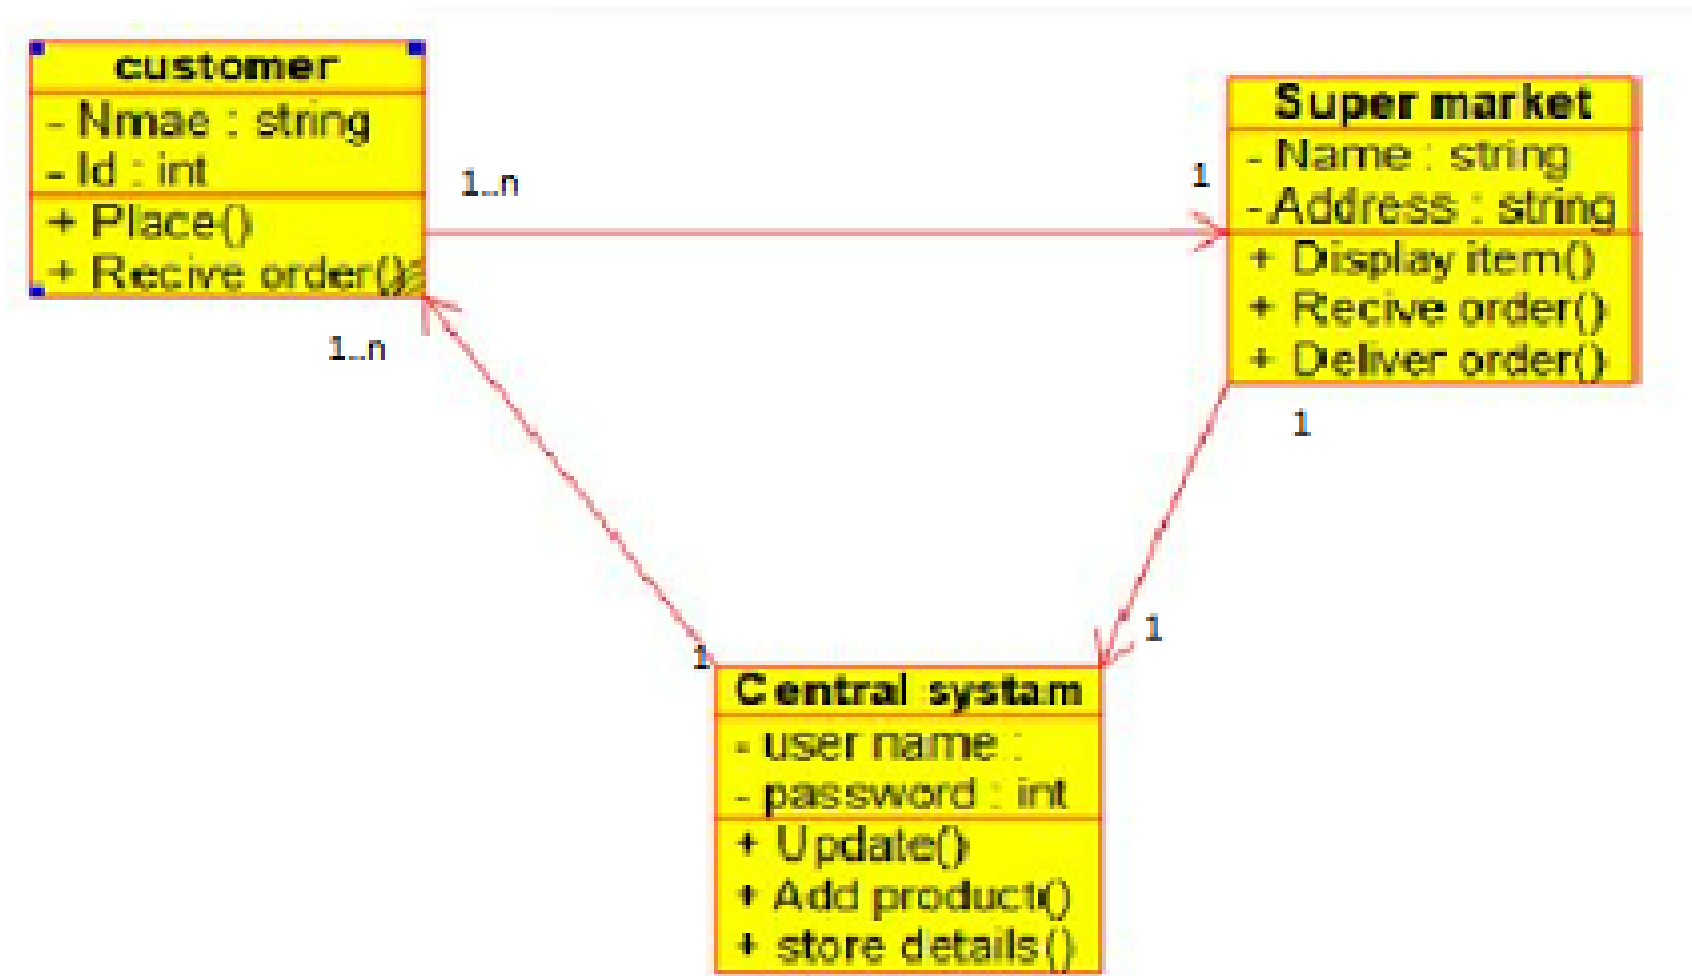 customer
- Nmae : string
- Id : int
+ Place()
+ Recive order()
1..n
1
Super market
- Name : string
- Address : string
+ Display item()
+ Recive order()
+ Deliver order()
1..n
1
1
1
Central systam
- user name :
- password : int
+ Update()
+ Add product()
+ store details()